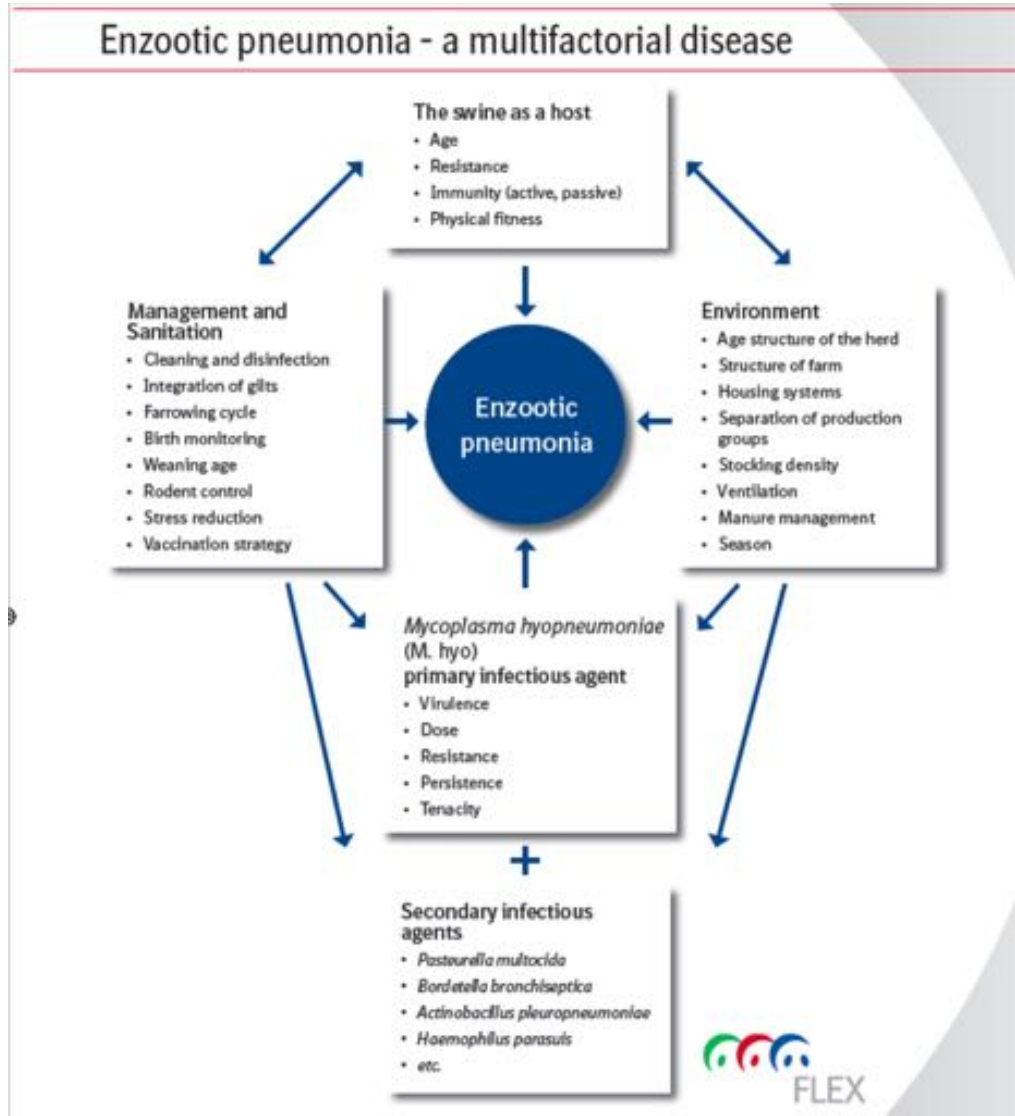 Enzootic pneumonia - a multifactorial disease
The swine as a host
• Age
• Resistance
• Immunity (active, passive)
• Physical fitness
Management and
Sanitation
• Cleaning and disinfection
• Integration of gilts
• Farrowing cycle
• Birth monitoring
• Weaning age
• Rodent control
• Stress reduction
• Vaccination strategy
Enzootic
pneumonia
Environment
• Age structure of the herd
• Structure of farm
• Housing systems
• Separation of production
groups
• Stocking density
• Ventilation
• Manure management
• Season
Mycoplasma hyopneumoniae
(M. hyo)
primary infectious agent
• Virulence
• Dose
• Resistance
• Persistence
• Tenacity
+
Secondary infectious
agents
• Pasteurella multocida
• Bordetella bronchiseptica
• Actinobacillus pleuropneumoniae
• Haemophilus parasuis
• etc.
FLEX